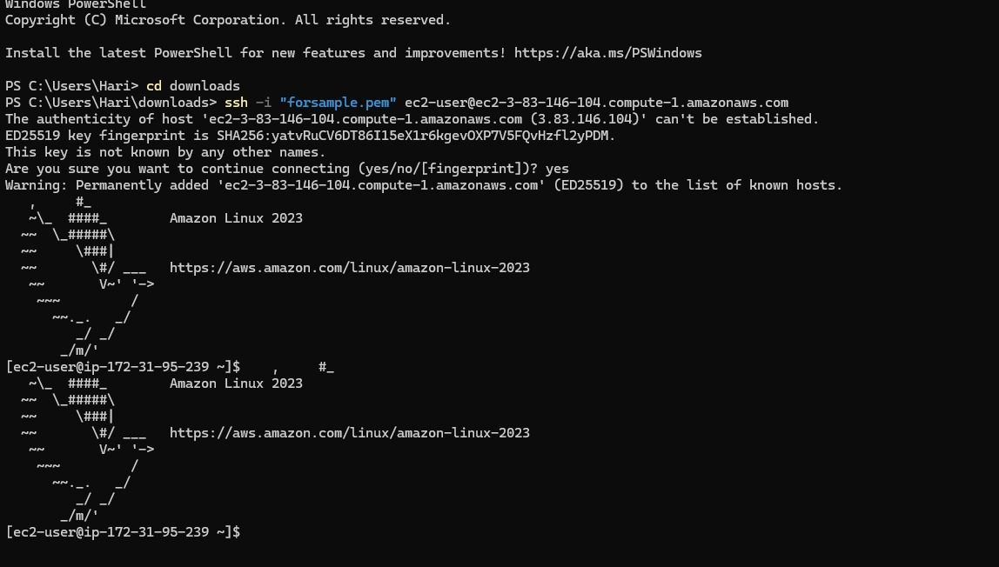 Windows PowerShell
Copyright (C) Microsoft Corporation. All rights reserved.

Install the latest PowerShell for new features and improvements! https://aka.ms/PSWindows

PS C:\Users\Hari> cd downloads
PS C:\Users\Hari\downloads> ssh -i "forsample.pem" ec2-user@ec2-3-83-146-104.compute-1.amazonaws.com
The authenticity of host 'ec2-3-83-146-104.compute-1.amazonaws.com (3.83.146.104)' can't be established.
ED25519 key fingerprint is SHA256:yatvRuCV6DT86I15eX1r6kgevOXP7V5FQvHzfl2yPDM.
This key is not known by any other names.
Are you sure you want to continue connecting (yes/no/[fingerprint])? yes
Warning: Permanently added 'ec2-3-83-146-104.compute-1.amazonaws.com' (ED25519) to the list of known hosts.
   ,     #_
   ~\_  ####_        Amazon Linux 2023
  ~~  \_#####\
  ~~     \###|
  ~~       \#/ ___   https://aws.amazon.com/linux/amazon-linux-2023
   ~~       V~' '->
    ~~~         /
      ~~._.   _/
         _/ _/
       _/m/'
[ec2-user@ip-172-31-95-239 ~]$    ,     #_
   ~\_  ####_        Amazon Linux 2023
  ~~  \_#####\
  ~~     \###|
  ~~       \#/ ___   https://aws.amazon.com/linux/amazon-linux-2023
   ~~       V~' '->
    ~~~         /
      ~~._.   _/
         _/ _/
       _/m/'
[ec2-user@ip-172-31-95-239 ~]$